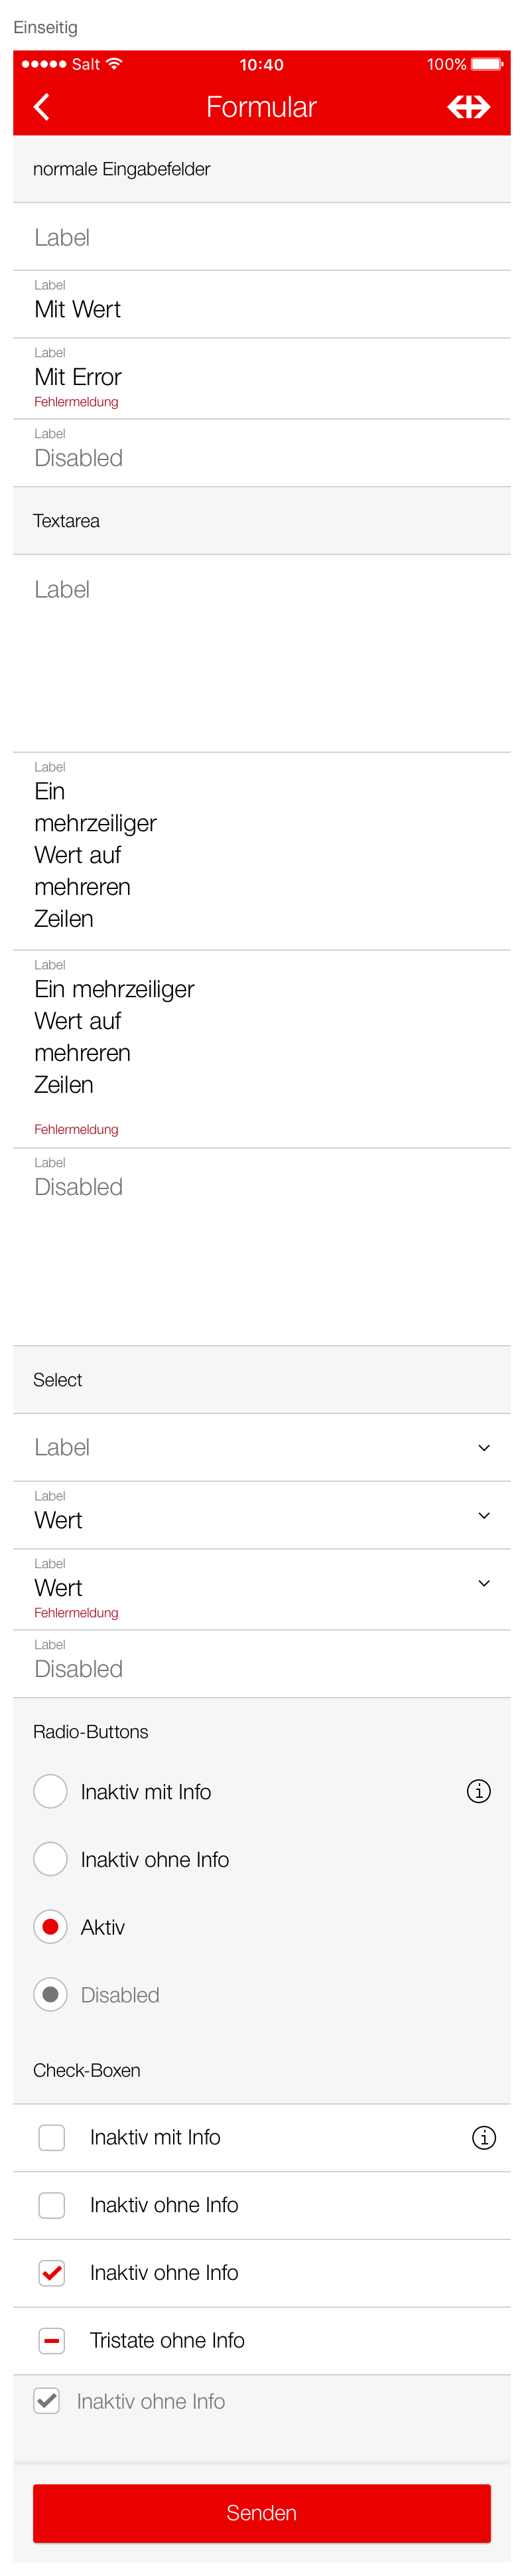 Einseitig
Salt 10:40 100%
Formular
normale Eingabefelder
Label
Label
Mit Wert
Label
Mit Error
Fehlermeldung
Label
Disabled
Textarea
Label
Label
Ein
mehrzeiliger
Wert auf
mehreren
Zeilen
Label
Ein mehrzeiliger
Wert auf
mehreren
Zeilen
Fehlermeldung
Label
Disabled
Select
Label
Label
Wert
Label
Wert
Fehlermeldung
Label
Disabled
Radio-Buttons
Inaktiv mit Info
Inaktiv ohne Info
Aktiv
Disabled
Check-Boxen
Inaktiv mit Info
Inaktiv ohne Info
Inaktiv ohne Info
Tristate ohne Info
Inaktiv ohne Info
Senden